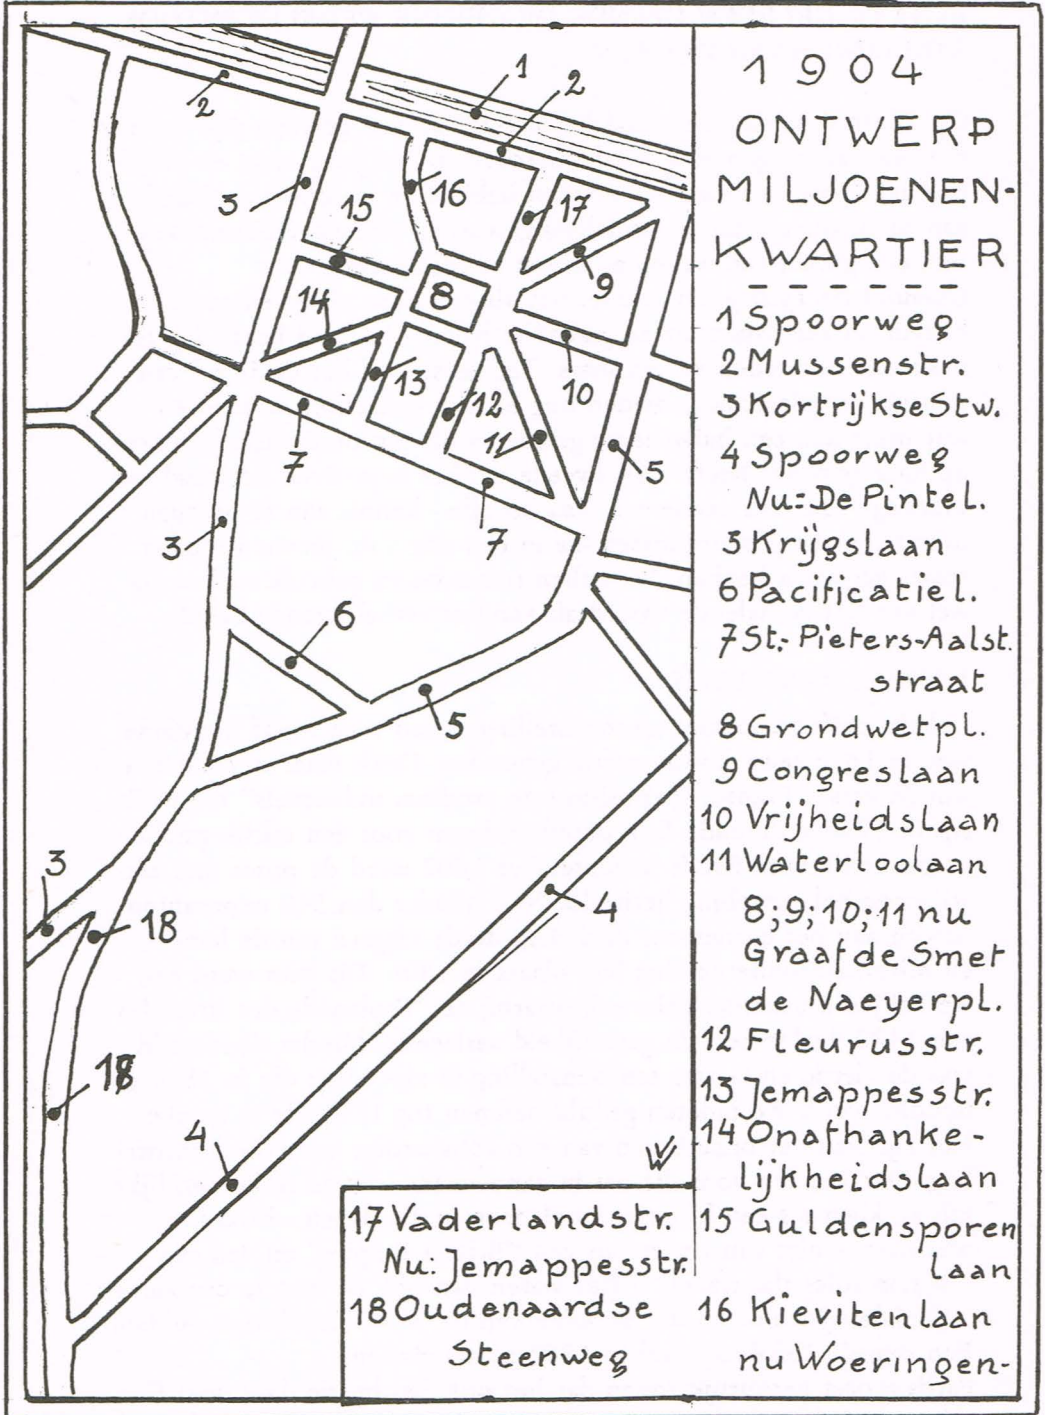 1904
ONTWERP
MILJOENEN-
KWARTIER
1 Spoorweg
2 Mussenstr.
3 Kortrijkse Stw.
4 Spoorweg
Nu: De Pintel.
3 Krijgslaan
6 Pacificatiel.
7 St.- Pieters-Aalst.
straat
8 Grondwetpl.
9 Congreslaan
10 Vrijheidslaan
11 Waterloolaan
8; 9; 10; 11 nu
Graaf de Smet
de Naeyerpl.
12 Fleurusstr.
13 Jemappesstr.
14 Onafhanke-
lijkheidslaan
15 Guldensporen
laan
16 Kievitenlaan
nu Woeringen-
17 Vaderlandstr.
Nu: Jemappesstr.
18 Oudenaardse
Steenweg
1
2
2
3
16
15
17
9
14
8
13
12
10
11
7
5
7
3
6
5
3
18
4
18
4